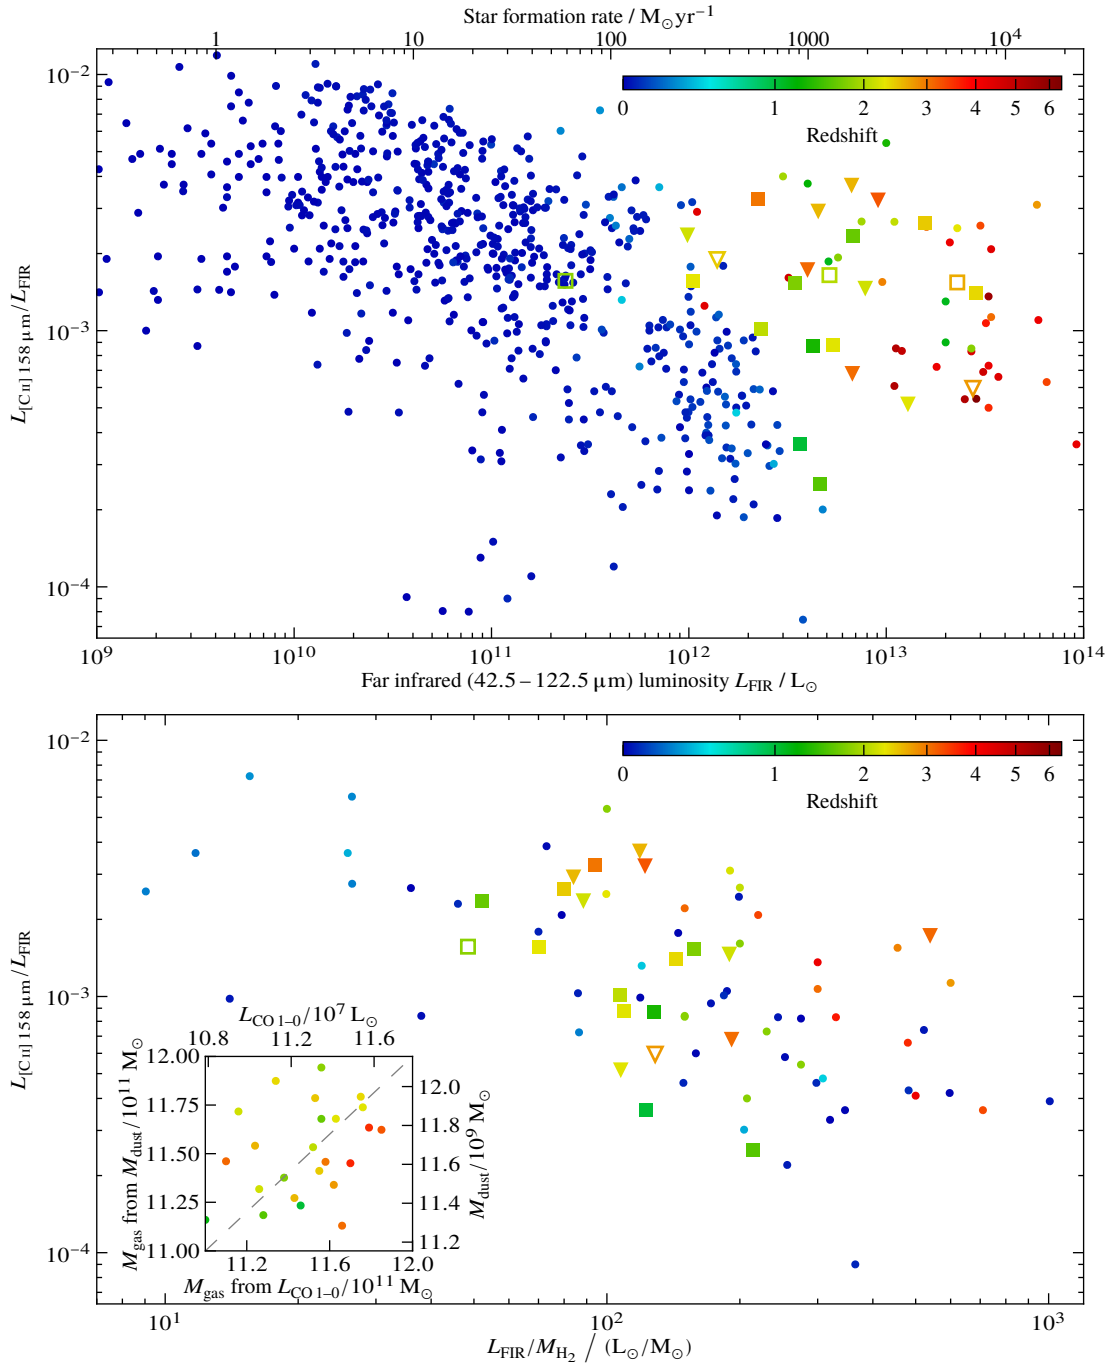 Star formation rate / M⊙yr⁻¹
1 10 100 1000 10⁴
10⁻²
10⁻³
10⁻⁴
L[C II] 158 μm/LFIR
0 1 2 3 4 5 6
Redshift
10⁹ 10¹⁰ 10¹¹ 10¹² 10¹³ 10¹⁴
Far infrared (42.5 – 122.5 μm) luminosity LFIR / L⊙
10⁻²
10⁻³
10⁻⁴
L[C II] 158 μm/LFIR
0 1 2 3 4 5 6
Redshift
LCO 1–0/10⁷ L⊙
10.8 11.2 11.6
12.00
11.75
11.50
11.25
11.00
Mgas from Mdust/10¹¹ M⊙
12.0
11.8
11.6
11.4
11.2
Mdust/10⁹ M⊙
11.2 11.6 12.0
Mgas from LCO 1–0/10¹¹ M⊙
10¹ 10² 10³
LFIR/MH₂ / (L⊙/M⊙)